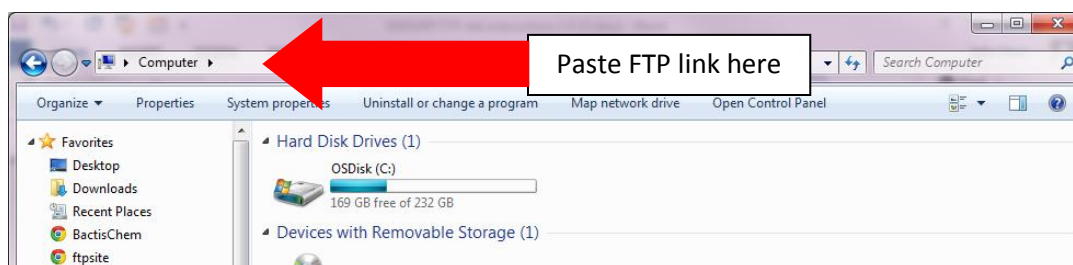 Paste FTP link here
Computer
Search Computer
Organize Properties System properties Uninstall or change a program Map network drive Open Control Panel
Favorites
Desktop
Downloads
Recent Places
BactisChem
ftpsite
Hard Disk Drives (1)
OSDisk (C:)
169 GB free of 232 GB
Devices with Removable Storage (1)